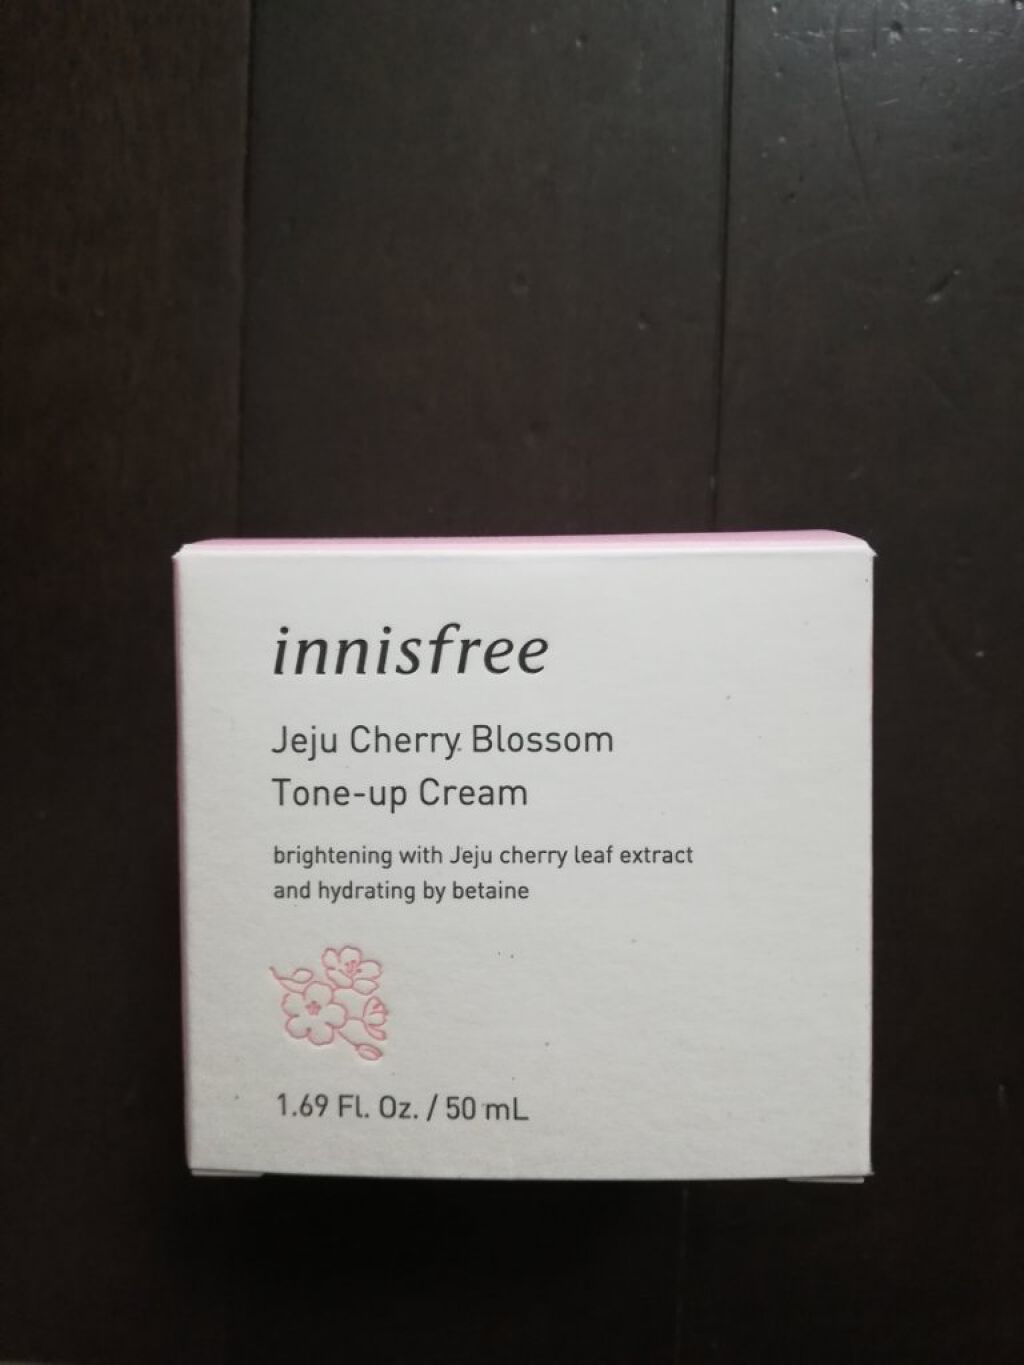 innisfree
Jeju Cherry Blossom
Tone-up Cream
brightening with Jeju cherry leaf extract
and hydrating by betaine
1.69 Fl. Oz. / 50 mL